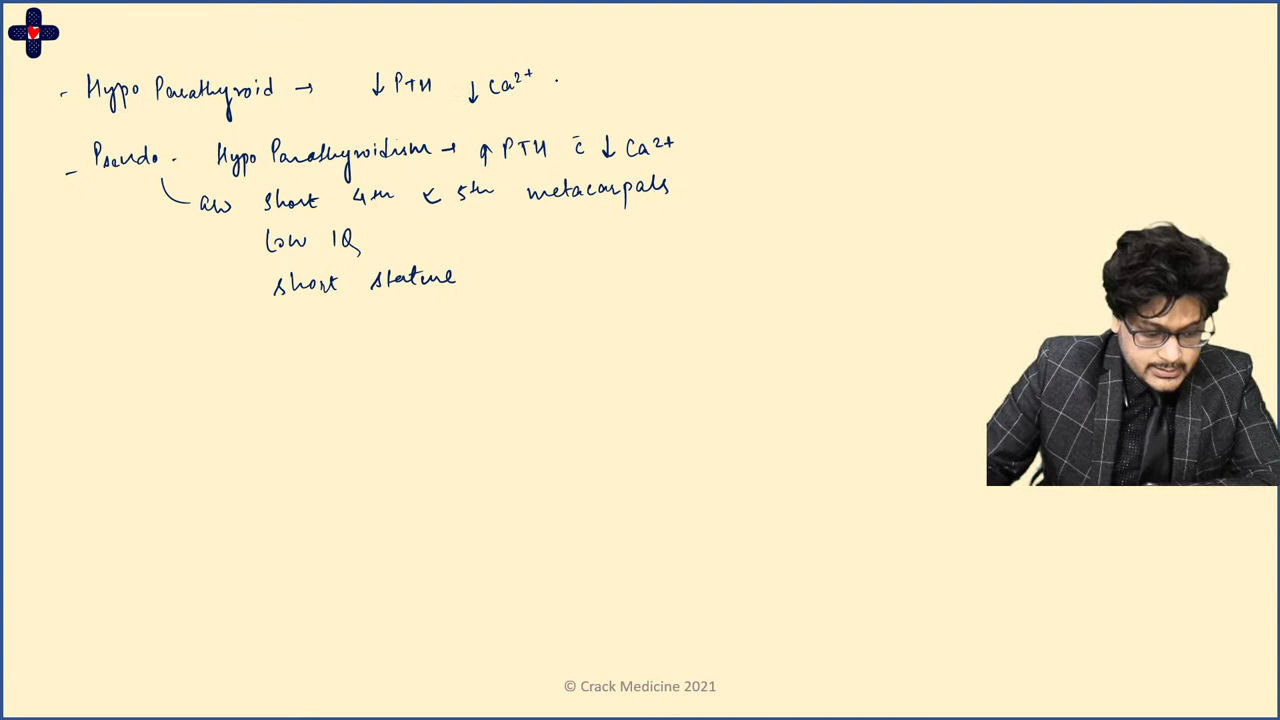 - Hypo Parathyroid → ↓ PTH ↓ Ca²⁺
- Pseudo. Hypo Parathyroidism → ↑ PTH c̄ ↓ Ca²⁺
a/w short 4th & 5th metacarpals
Low IQ
short stature
© Crack Medicine 2021